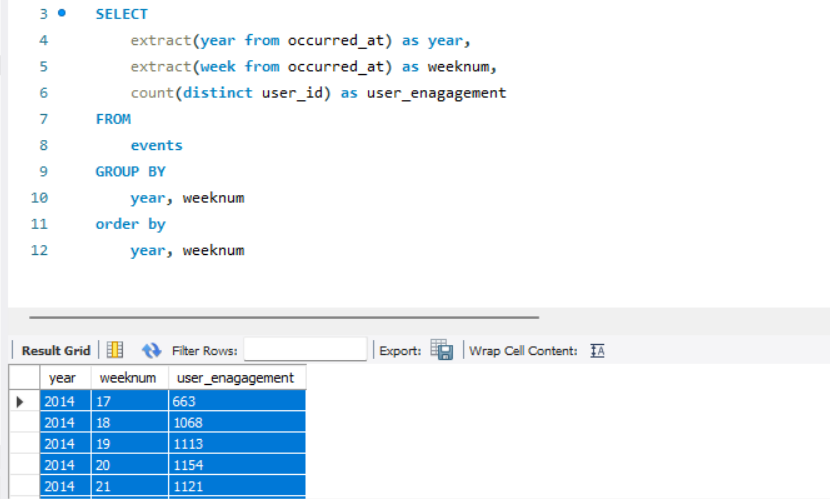 3 SELECT
4 extract(year from occurred_at) as year,
5 extract(week from occurred_at) as weeknum,
6 count(distinct user_id) as user_enagagement
7 FROM
8 events
9 GROUP BY
10 year, weeknum
11 order by
12 year, weeknum
Result Grid Filter Rows: Export: Wrap Cell Content: IA
year weeknum user_enagagement
2014 17 663
2014 18 1068
2014 19 1113
2014 20 1154
2014 21 1121